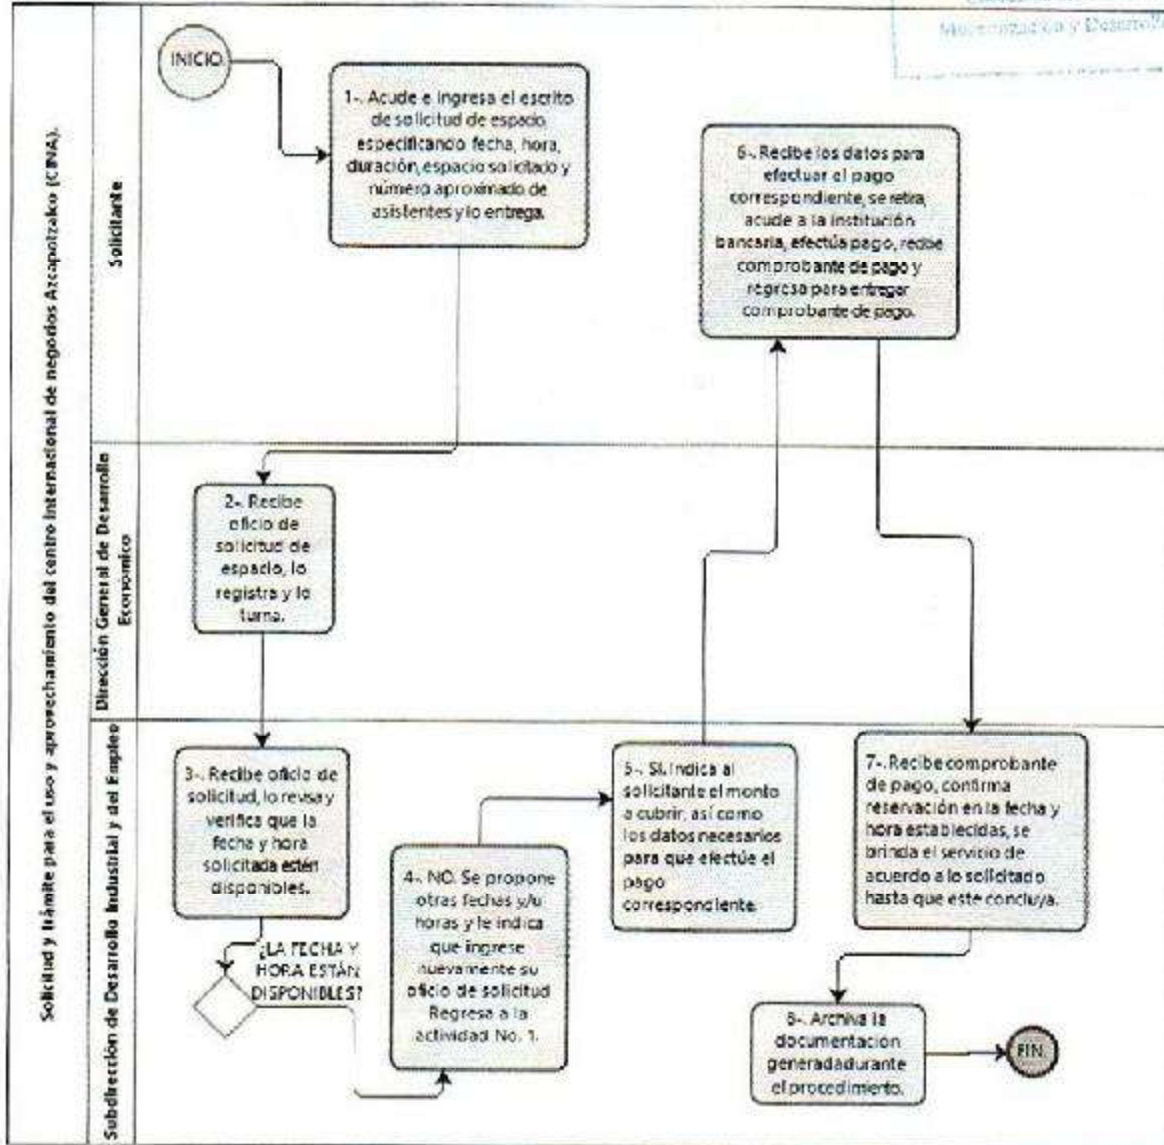 Modernización y Desarrollo
Solicitud y trámite para el uso y aprovechamiento del centro internacional de negocios Azcapotzalco (CINA).
Solicitante
INICIO.
1-. Acude e ingresa el escrito
de solicitud de espacio,
especificando fecha, hora,
duración, espacio solicitado y
número aproximado de
asistentes y lo entrega.
6-. Recibe los datos para
efectuar el pago
correspondiente, se retira,
acude a la institución
bancaria, efectúa pago, recibe
comprobante de pago y
regresa para entregar
comprobante de pago.
Dirección General de Desarrollo
Económico
2-. Recibe
oficio de
solicitud de
espacio, lo
registra y lo
turna.
Subdirección de Desarrollo Industrial y del Empleo
3-. Recibe oficio de
solicitud, lo revisa y
verifica que la
fecha y hora
solicitada estén
disponibles.
¿LA FECHA Y
HORA ESTÁN
DISPONIBLES?
4-. NO. Se propone
otras fechas y/u
horas y le indica
que ingrese
nuevamente su
oficio de solicitud
Regresa a la
actividad No. 1.
5-. SI. Indica al
solicitante el monto
a cubrir, así como
los datos necesarios
para que efectúe el
pago
correspondiente.
7-. Recibe comprobante
de pago, confirma
reservación en la fecha y
hora establecidas, se
brinda el servicio de
acuerdo a lo solicitado
hasta que este concluya.
8-. Archiva la
documentación
generadadurante
el procedimiento.
FIN.